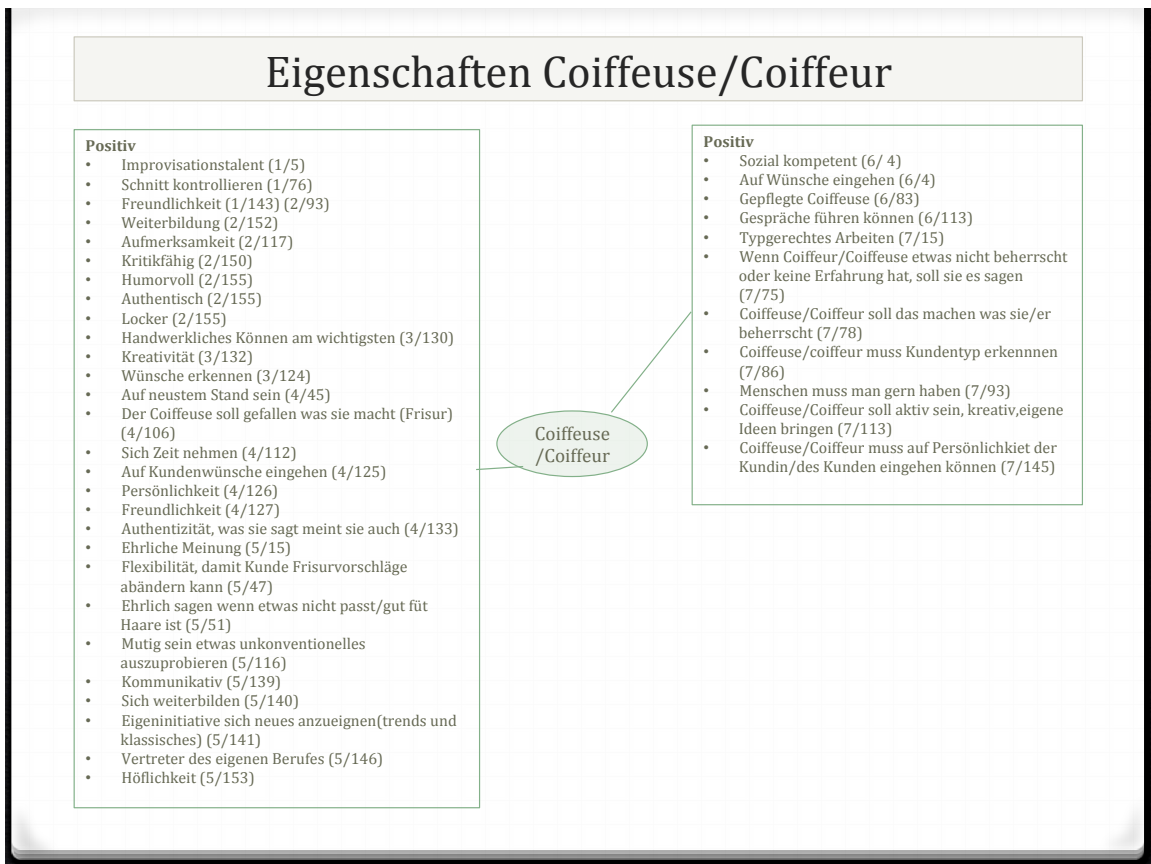 Eigenschaften Coiffeuse/Coiffeur
Positiv
• Improvisationstalent (1/5)
• Schnitt kontrollieren (1/76)
• Freundlichkeit (1/143) (2/93)
• Weiterbildung (2/152)
• Aufmerksamkeit (2/117)
• Kritikfähig (2/150)
• Humorvoll (2/155)
• Authentisch (2/155)
• Locker (2/155)
• Handwerkliches Können am wichtigsten (3/130)
• Kreativität (3/132)
• Wünsche erkennen (3/124)
• Auf neustem Stand sein (4/45)
• Der Coiffeuse soll gefallen was sie macht (Frisur)
(4/106)
• Sich Zeit nehmen (4/112)
• Auf Kundenwünsche eingehen (4/125)
• Persönlichkeit (4/126)
• Freundlichkeit (4/127)
• Authentizität, was sie sagt meint sie auch (4/133)
• Ehrliche Meinung (5/15)
• Flexibilität, damit Kunde Frisurvorschläge
abändern kann (5/47)
• Ehrlich sagen wenn etwas nicht passt/gut füt
Haare ist (5/51)
• Mutig sein etwas unkonventionelles
auszuprobieren (5/116)
• Kommunikativ (5/139)
• Sich weiterbilden (5/140)
• Eigeninitiative sich neues anzueignen(trends und
klassisches) (5/141)
• Vertreter des eigenen Berufes (5/146)
• Höflichkeit (5/153)
Coiffeuse
/Coiffeur
Positiv
• Sozial kompetent (6/ 4)
• Auf Wünsche eingehen (6/4)
• Gepflegte Coiffeuse (6/83)
• Gespräche führen können (6/113)
• Typgerechtes Arbeiten (7/15)
• Wenn Coiffeur/Coiffeuse etwas nicht beherrscht
oder keine Erfahrung hat, soll sie es sagen
(7/75)
• Coiffeuse/Coiffeur soll das machen was sie/er
beherrscht (7/78)
• Coiffeuse/coiffeur muss Kundentyp erkennnen
(7/86)
• Menschen muss man gern haben (7/93)
• Coiffeuse/Coiffeur soll aktiv sein, kreativ,eigene
Ideen bringen (7/113)
• Coiffeuse/Coiffeur muss auf Persönlichkiet der
Kundin/des Kunden eingehen können (7/145)